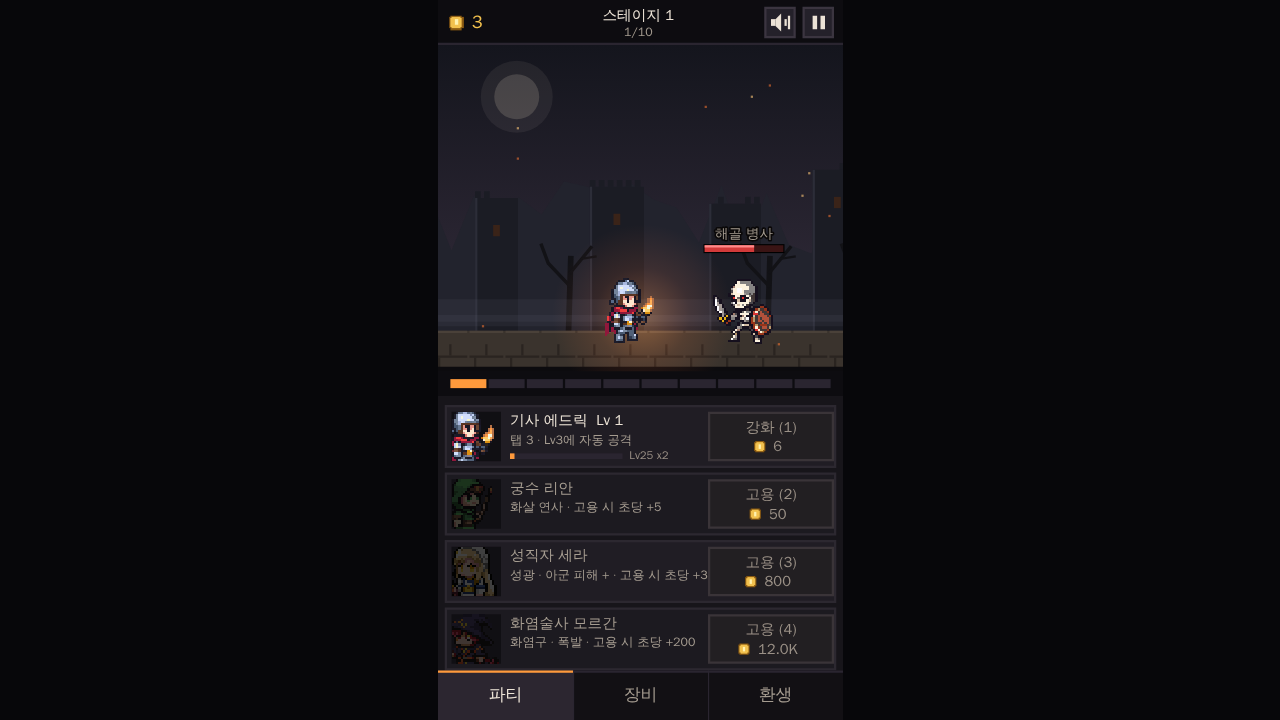 3
스테이지 1
1/10
해골 병사
기사 에드릭 Lv 1
탭 3 · Lv3에 자동 공격
Lv25 x2
강화 (1)
6
궁수 리안
화살 연사 · 고용 시 초당 +5
고용 (2)
50
성직자 세라
성광 · 아군 피해 + · 고용 시 초당 +3
고용 (3)
800
화염술사 모르간
화염구 · 폭발 · 고용 시 초당 +200
고용 (4)
12.0K
파티
장비
환생